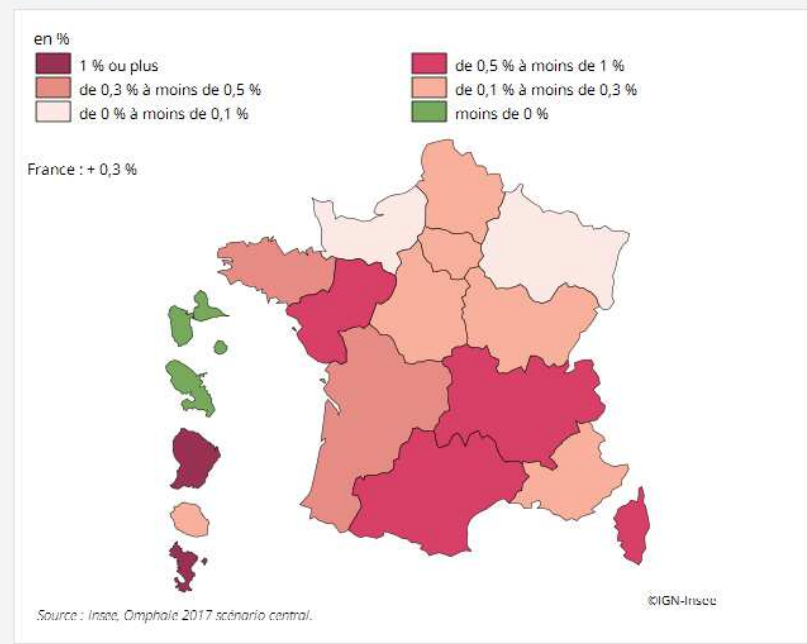 en %
1 % ou plus
de 0,5 % à moins de 1 %
de 0,3 % à moins de 0,5 %
de 0,1 % à moins de 0,3 %
de 0 % à moins de 0,1 %
moins de 0 %
France : + 0,3 %
©IGN-Insee
Source : Insee, Omphale 2017 scénario central.